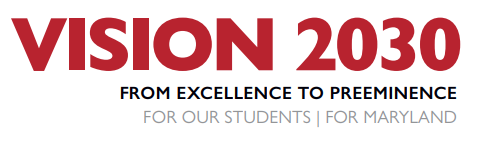 VISION 2030
FROM EXCELLENCE TO PREEMINENCE
FOR OUR STUDENTS | FOR MARYLAND